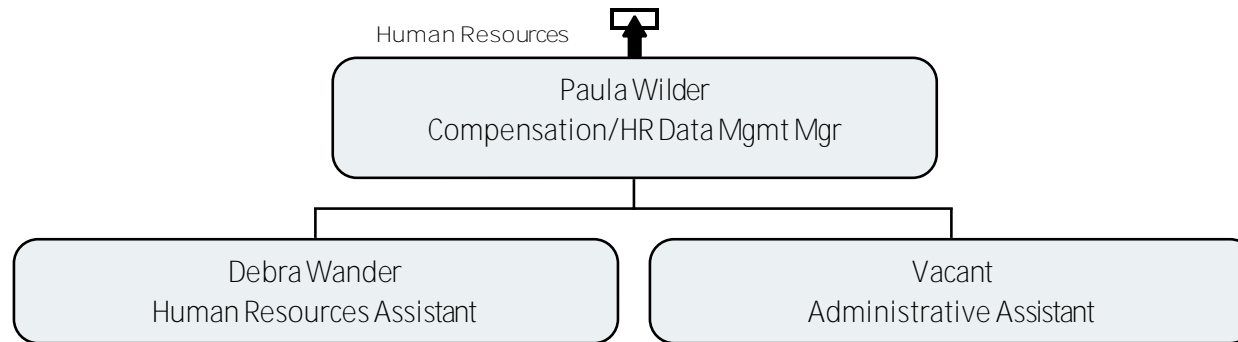 Human Resources
Paula Wilder
Compensation/HR Data Mgmt Mgr
Debra Wander
Human Resources Assistant
Vacant
Administrative Assistant